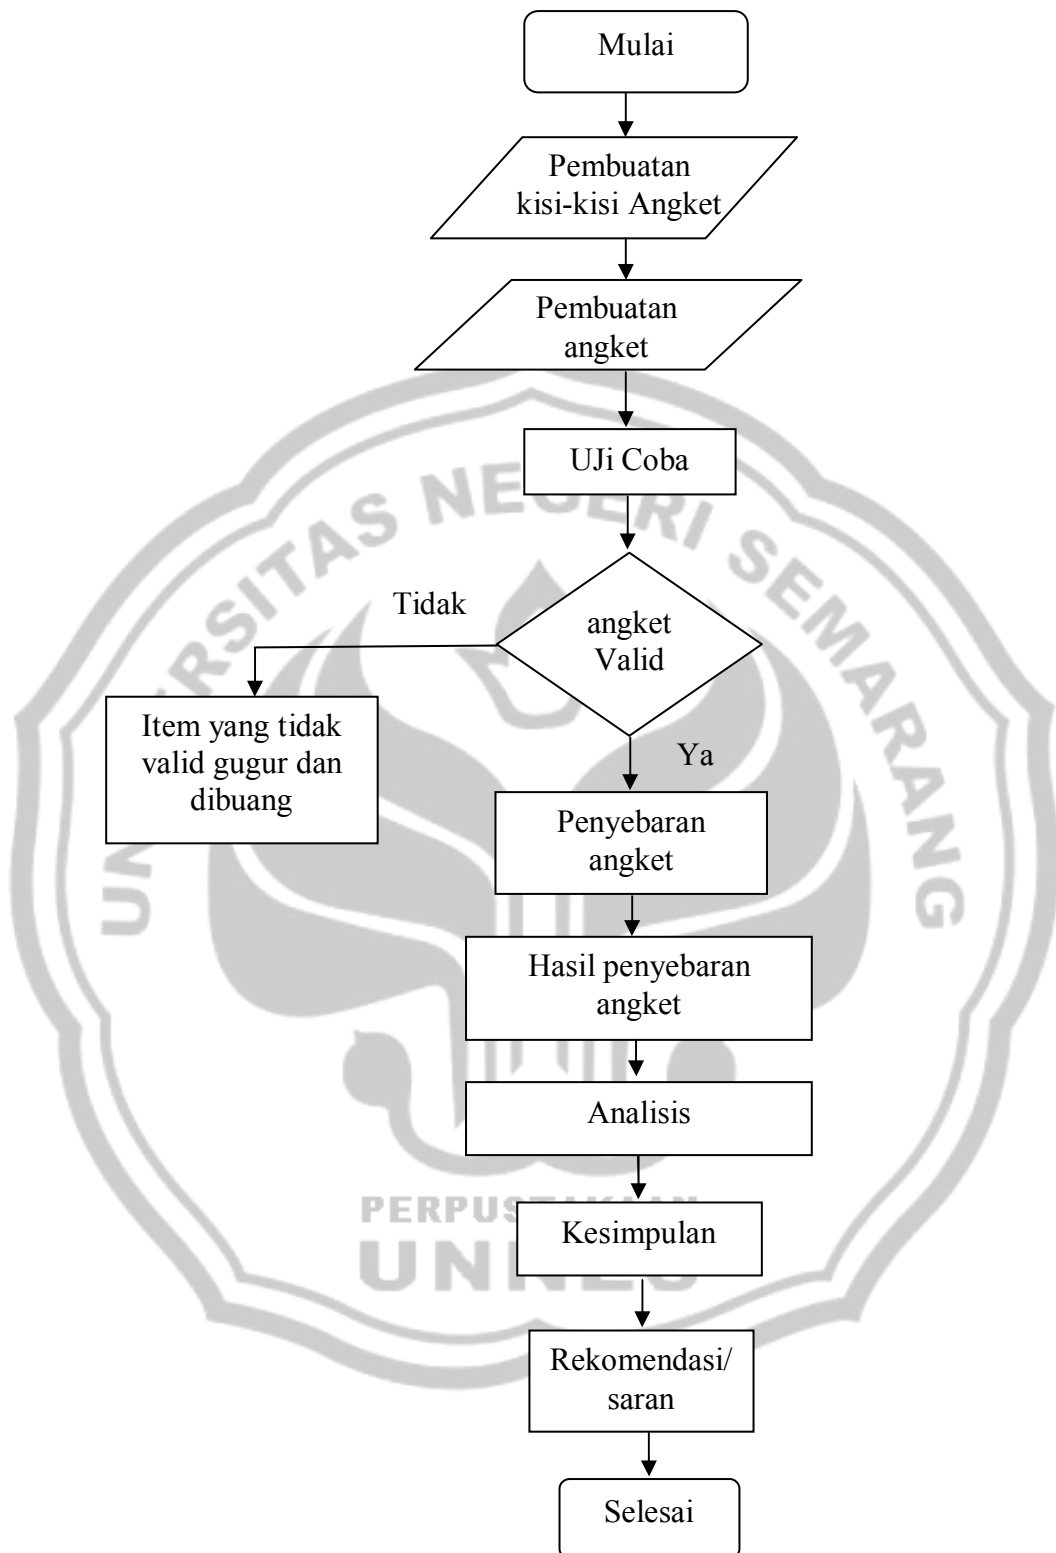 Mulai
Pembuatan
kisi-kisi Angket
Pembuatan
angket
UJi Coba
Tidak
angket
Valid
Item yang tidak
valid gugur dan
dibuang
Ya
Penyebaran
angket
Hasil penyebaran
angket
Analisis
Kesimpulan
Rekomendasi/
saran
Selesai
UNIVERSITAS NEGERI SEMARANG
PERPUSTAKAAN
UNNES